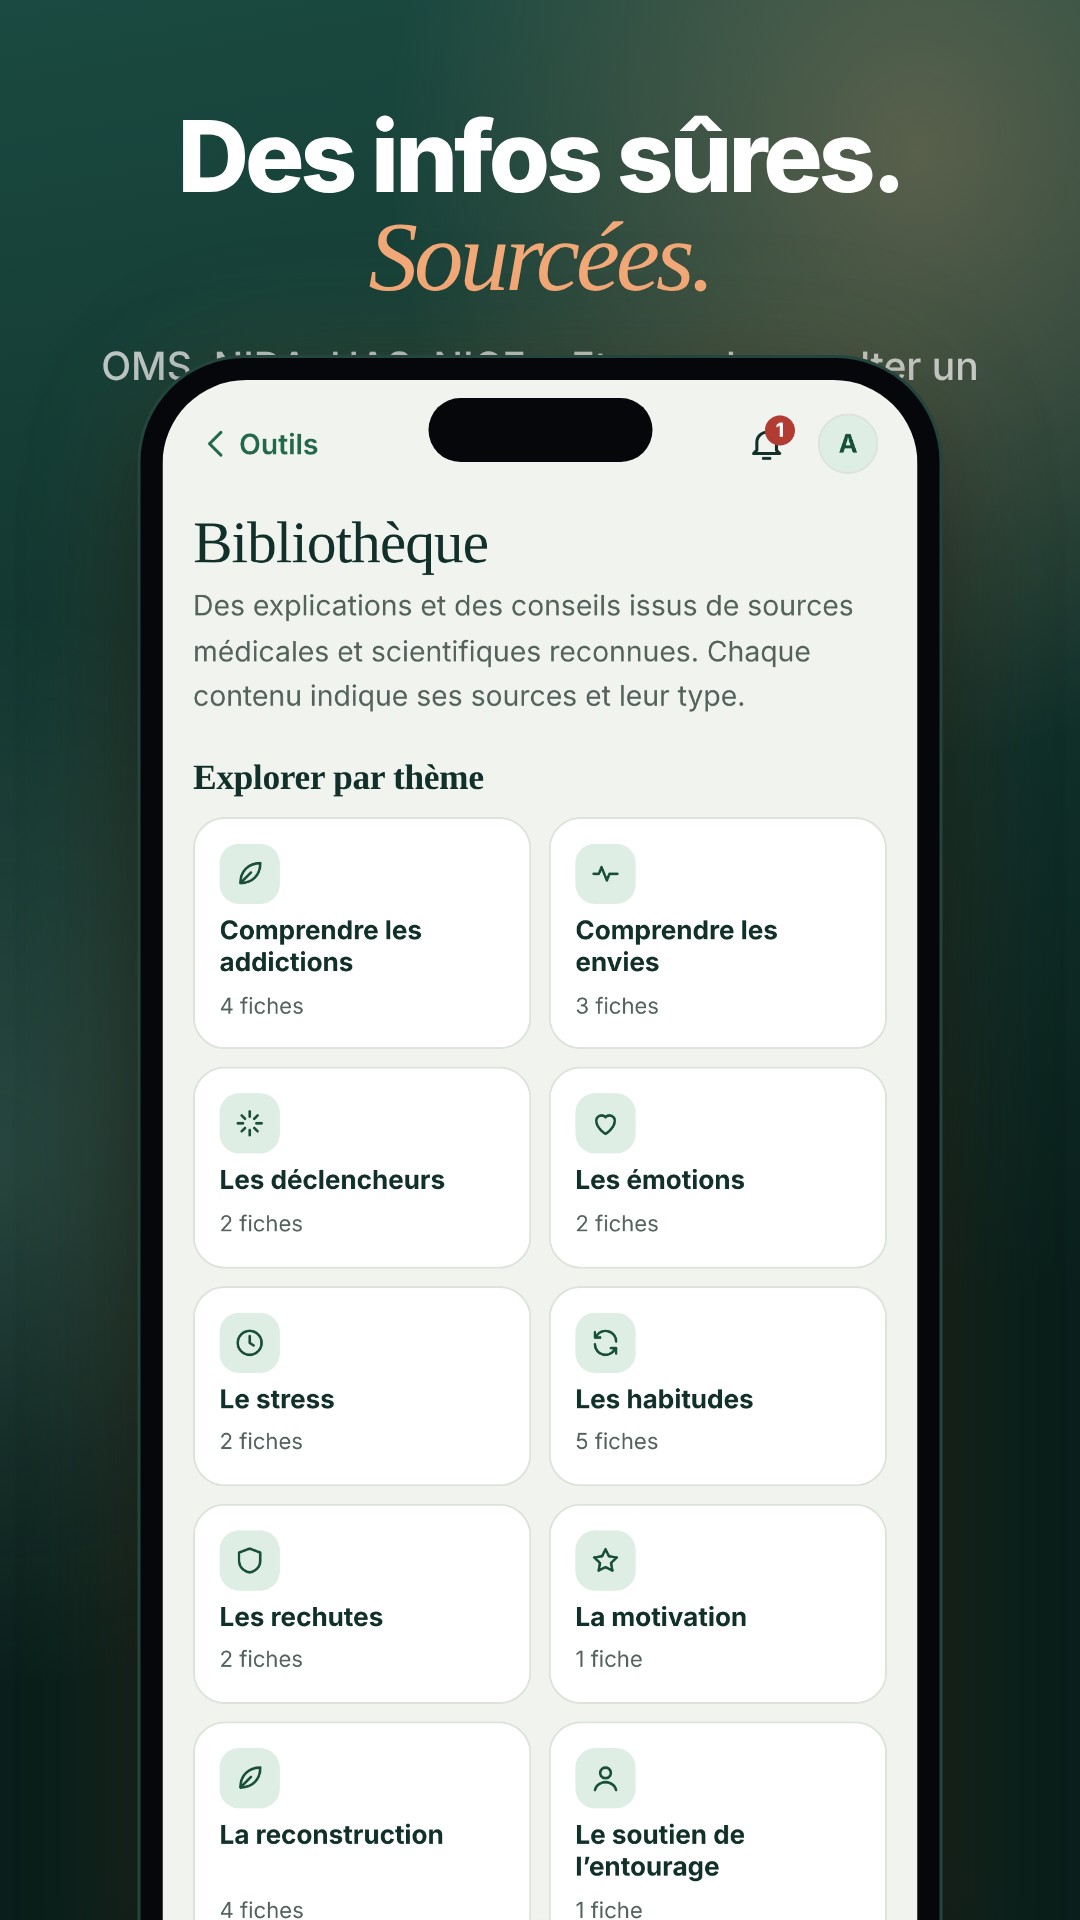 Des infos sûres.
Sourcées.
OMS, NIDA, HAS, NICE
ter un
Outils
1
A
Bibliothèque
Des explications et des conseils issus de sources
médicales et scientifiques reconnues. Chaque
contenu indique ses sources et leur type.
Explorer par thème
Comprendre les
addictions
4 fiches
Comprendre les
envies
3 fiches
Les déclencheurs
2 fiches
Les émotions
2 fiches
Le stress
2 fiches
Les habitudes
5 fiches
Les rechutes
2 fiches
La motivation
1 fiche
La reconstruction
4 fiches
Le soutien de
l’entourage
1 fiche